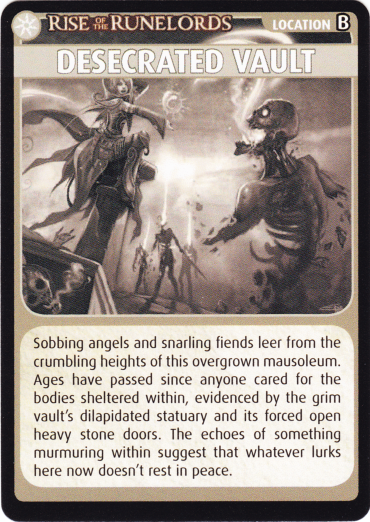 RISE OF THE RUNELORDS
LOCATION B
DESECRATED VAULT
Sobbing angels and snarling fiends leer from the
crumbling heights of this overgrown mausoleum.
Ages have passed since anyone cared for the
bodies sheltered within, evidenced by the grim
vault's dilapidated statuary and its forced open
heavy stone doors. The echoes of something
murmuring within suggest that whatever lurks
here now doesn't rest in peace.